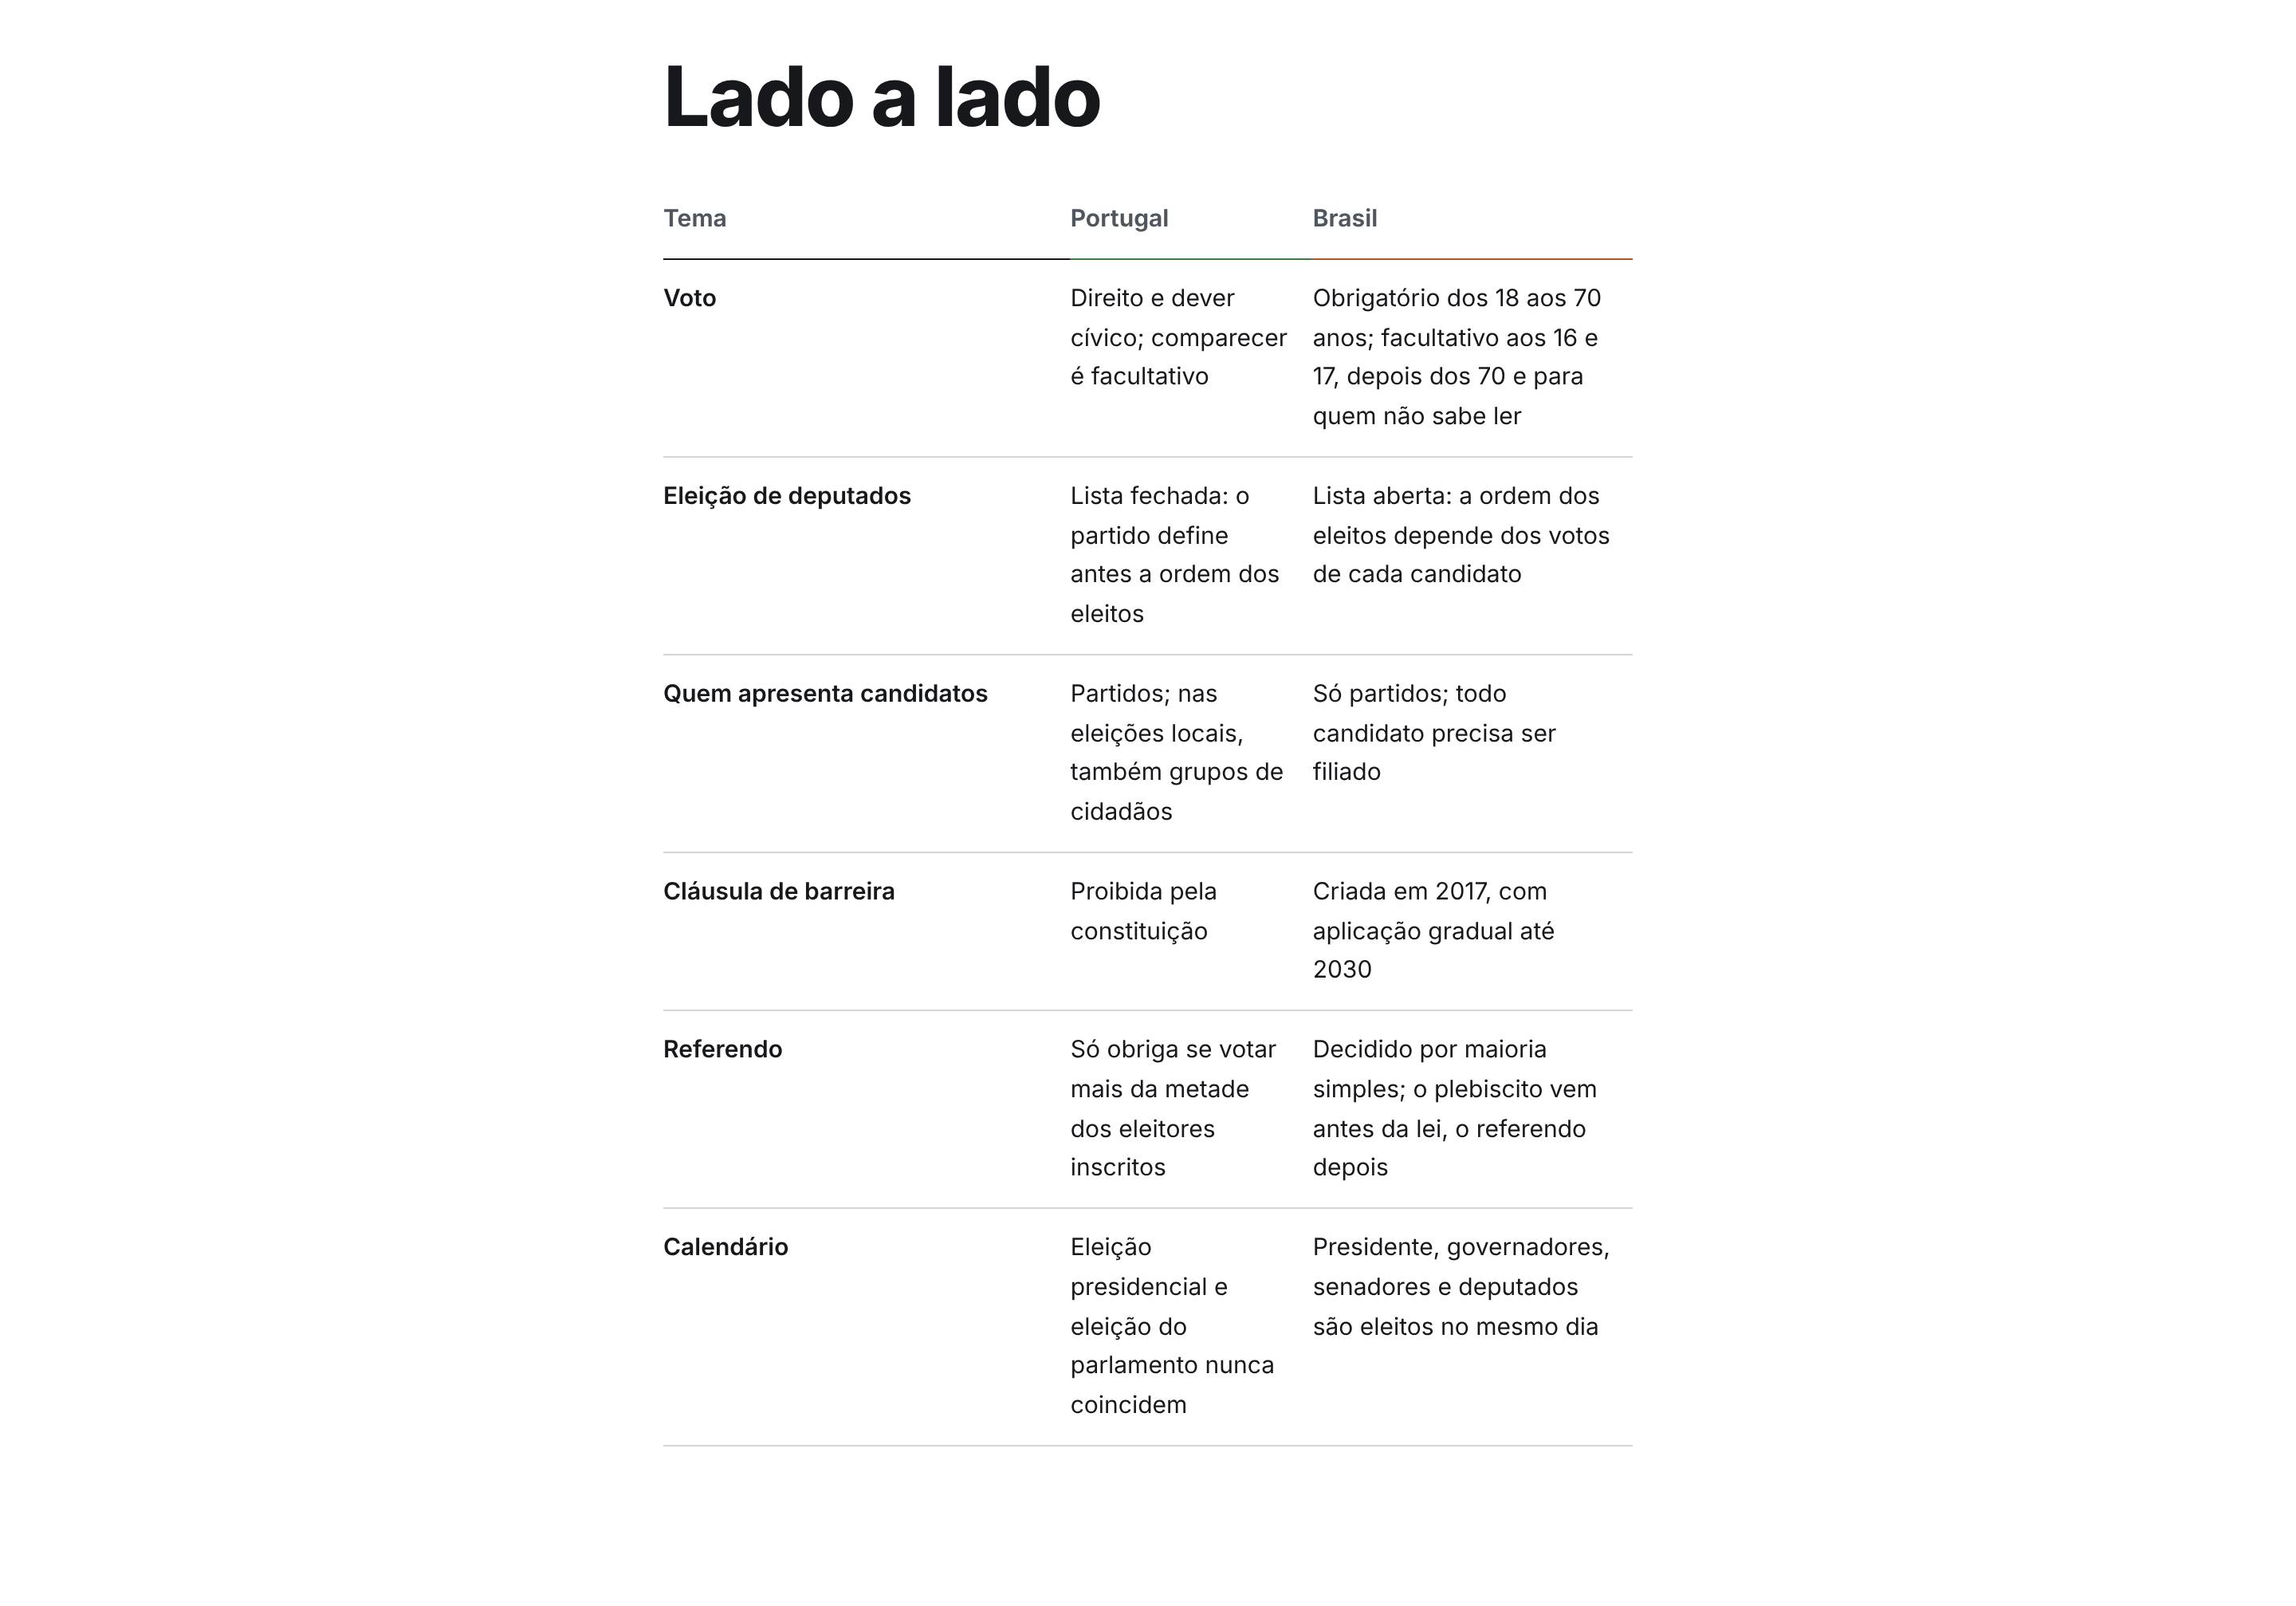 Lado a lado
Tema
Portugal
Brasil
Voto
Direito e dever
cívico; comparecer
é facultativo
Obrigatório dos 18 aos 70
anos; facultativo aos 16 e
17, depois dos 70 e para
quem não sabe ler
Eleição de deputados
Lista fechada: o
partido define
antes a ordem dos
eleitos
Lista aberta: a ordem dos
eleitos depende dos votos
de cada candidato
Quem apresenta candidatos
Partidos; nas
eleições locais,
também grupos de
cidadãos
Só partidos; todo
candidato precisa ser
filiado
Cláusula de barreira
Proibida pela
constituição
Criada em 2017, com
aplicação gradual até
2030
Referendo
Só obriga se votar
mais da metade
dos eleitores
inscritos
Decidido por maioria
simples; o plebiscito vem
antes da lei, o referendo
depois
Calendário
Eleição
presidencial e
eleição do
parlamento nunca
coincidem
Presidente, governadores,
senadores e deputados
são eleitos no mesmo dia